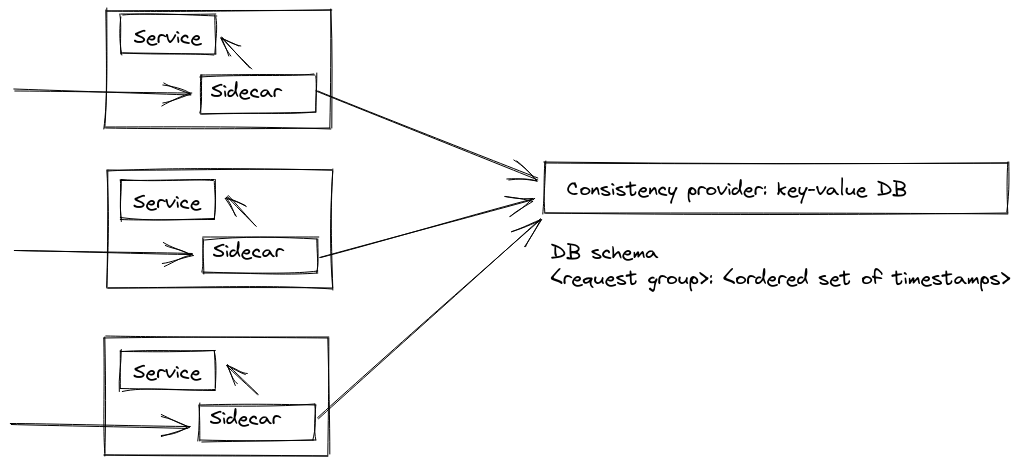 Service
Sidecar
Service
Sidecar
Service
Sidecar
Consistency provider: key-value DB
DB schema
<request group>: <ordered set of timestamps>